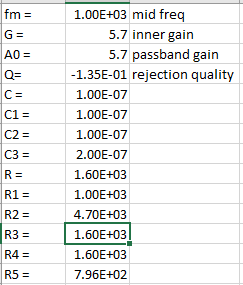 fm = 1.00E+03 mid freq
G = 5.7 inner gain
A0 = 5.7 passband gain
Q= -1.35E-01 rejection quality
C = 1.00E-07
C1 = 1.00E-07
C2 = 1.00E-07
C3 = 2.00E-07
R = 1.60E+03
R1 = 1.00E+03
R2 = 4.70E+03
R3 = 1.60E+03
R4 = 1.60E+03
R5 = 7.96E+02